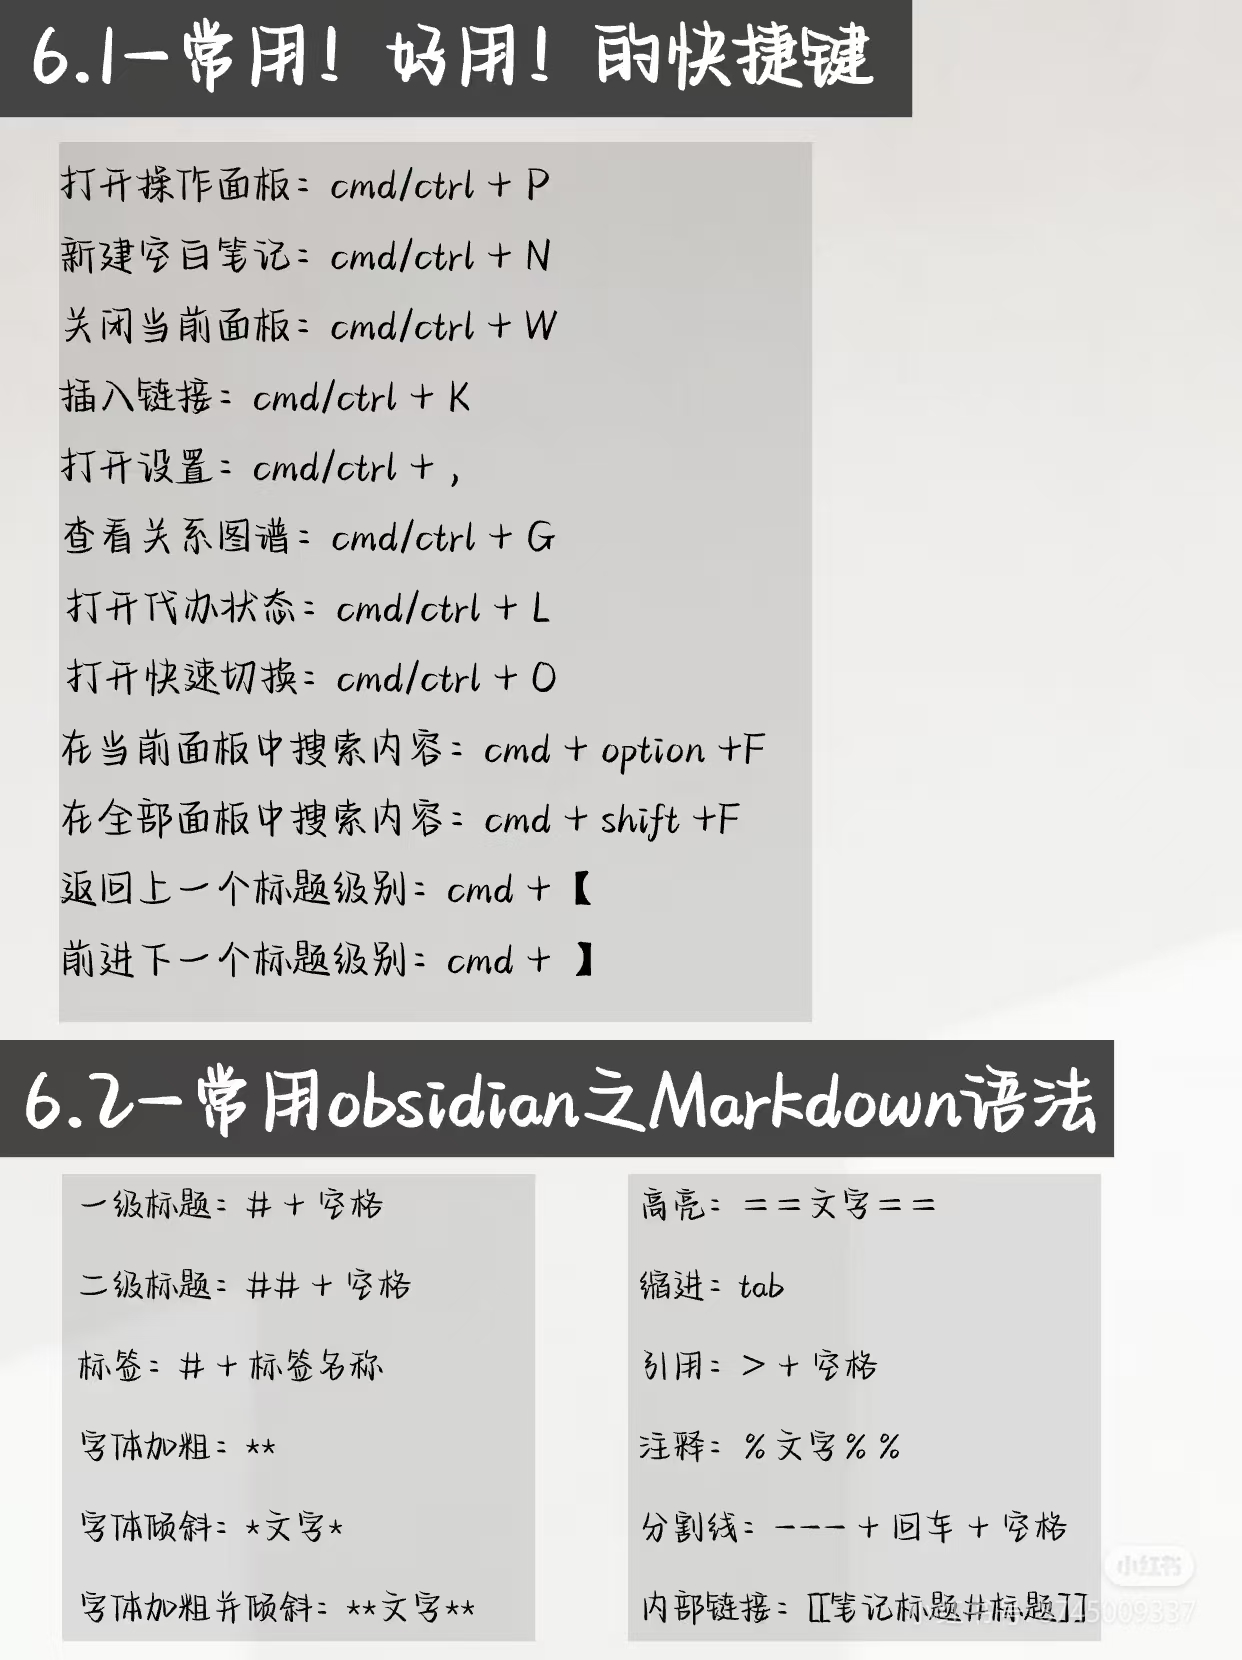 6.1-常用！好用！的快捷键
打开操作面板：cmd/ctrl + P
新建空白笔记：cmd/ctrl + N
关闭当前面板：cmd/ctrl + W
插入链接：cmd/ctrl + K
打开设置：cmd/ctrl + ,
查看关系图谱：cmd/ctrl + G
打开代办状态：cmd/ctrl + L
打开快速切换：cmd/ctrl + O
在当前面板中搜索内容：cmd + option +F
在全部面板中搜索内容：cmd + shift +F
返回上一个标题级别：cmd + 【
前进下一个标题级别：cmd + 】
6.2-常用obsidian之Markdown语法
一级标题：# + 空格
二级标题：## + 空格
标签：# + 标签名称
字体加粗：**
字体倾斜：*文字*
字体加粗并倾斜：**文字**
高亮：==文字==
缩进：tab
引用：> + 空格
注释：%文字%%
分割线：--- + 回车 + 空格
内部链接：[[笔记标题#标题]]
小红书